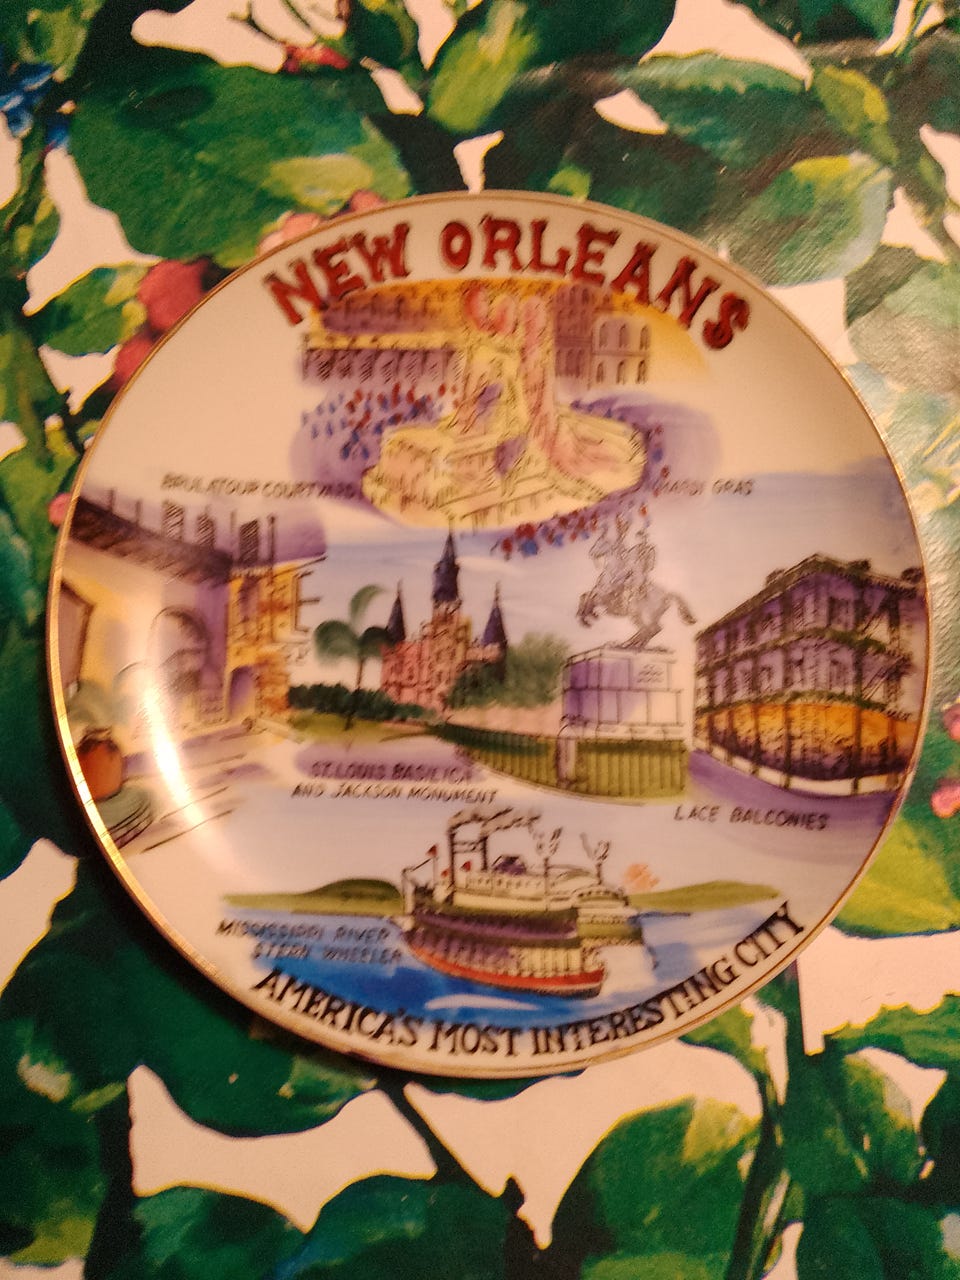 NEW ORLEANS
BRULATOUR COURTYARD
MARDI GRAS
ST. LOUIS BASILICA
AND JACKSON MONUMENT
LACE BALCONIES
MISSISSIPPI RIVER
STERN WHEELER
AMERICA'S MOST INTERESTING CITY